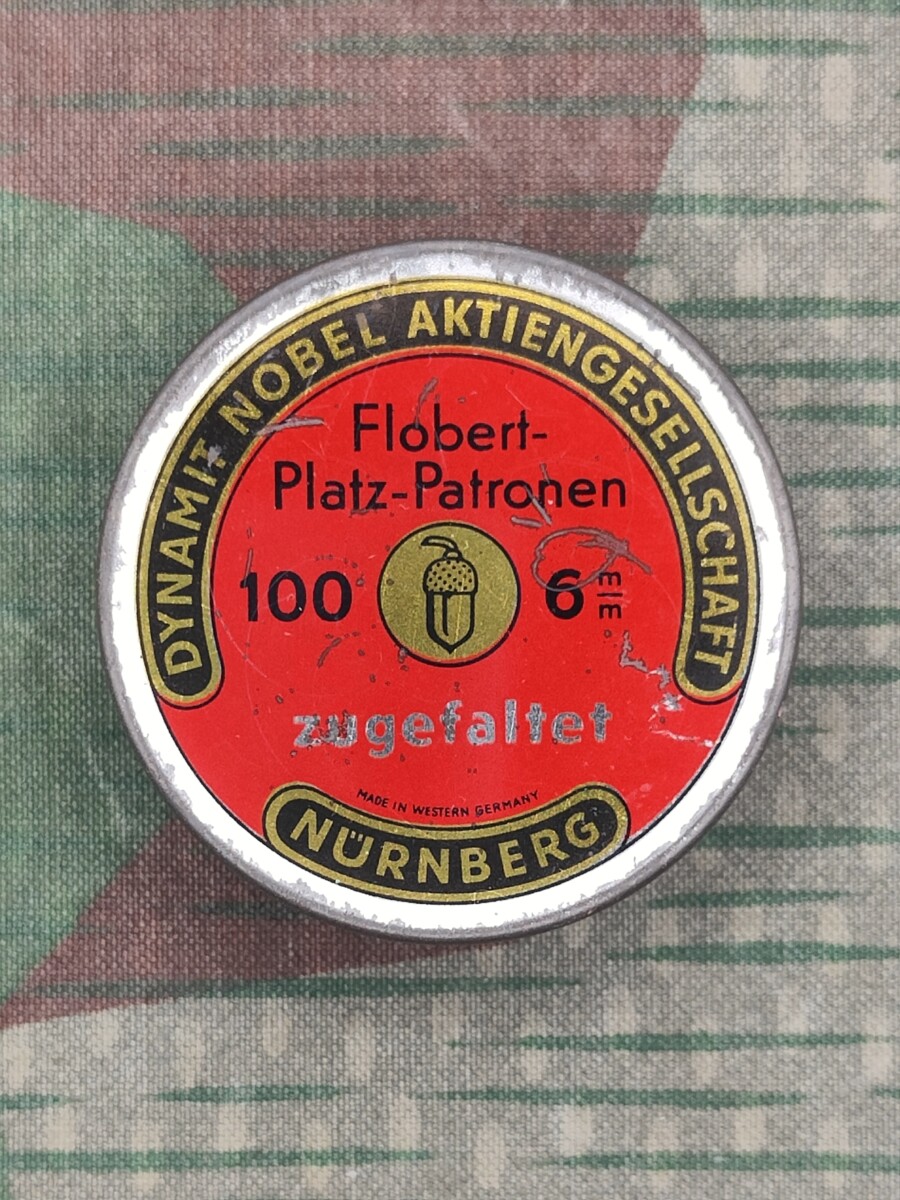 DYNAMIT NOBEL AKTIENGESELLSCHAFT
Flobert-
Platz-Patronen
100 6 m/m
zugefaltet
MADE IN WESTERN GERMANY
NÜRNBERG